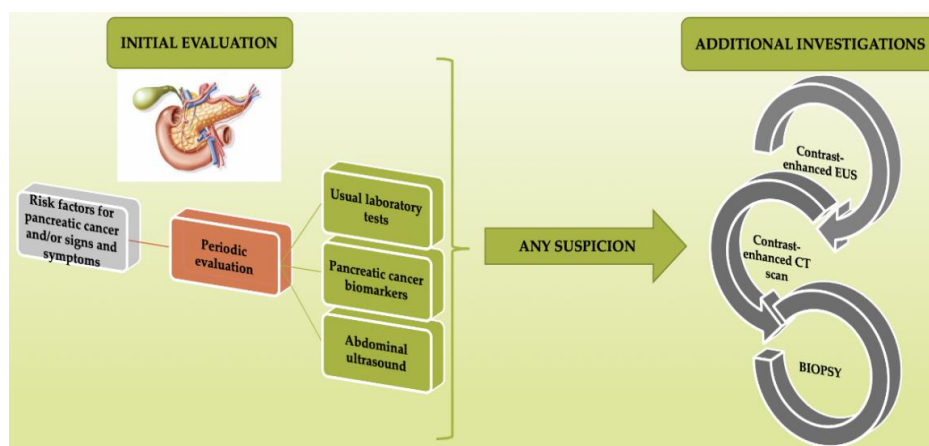 INITIAL EVALUATION
Risk factors for
pancreatic cancer
and/or signs and
symptoms
Periodic
evaluation
Usual laboratory
tests
Pancreatic cancer
biomarkers
Abdominal
ultrasound
ANY SUSPICION
ADDITIONAL INVESTIGATIONS
Contrast-
enhanced EUS
Contrast-
enhanced CT
scan
BIOPSY